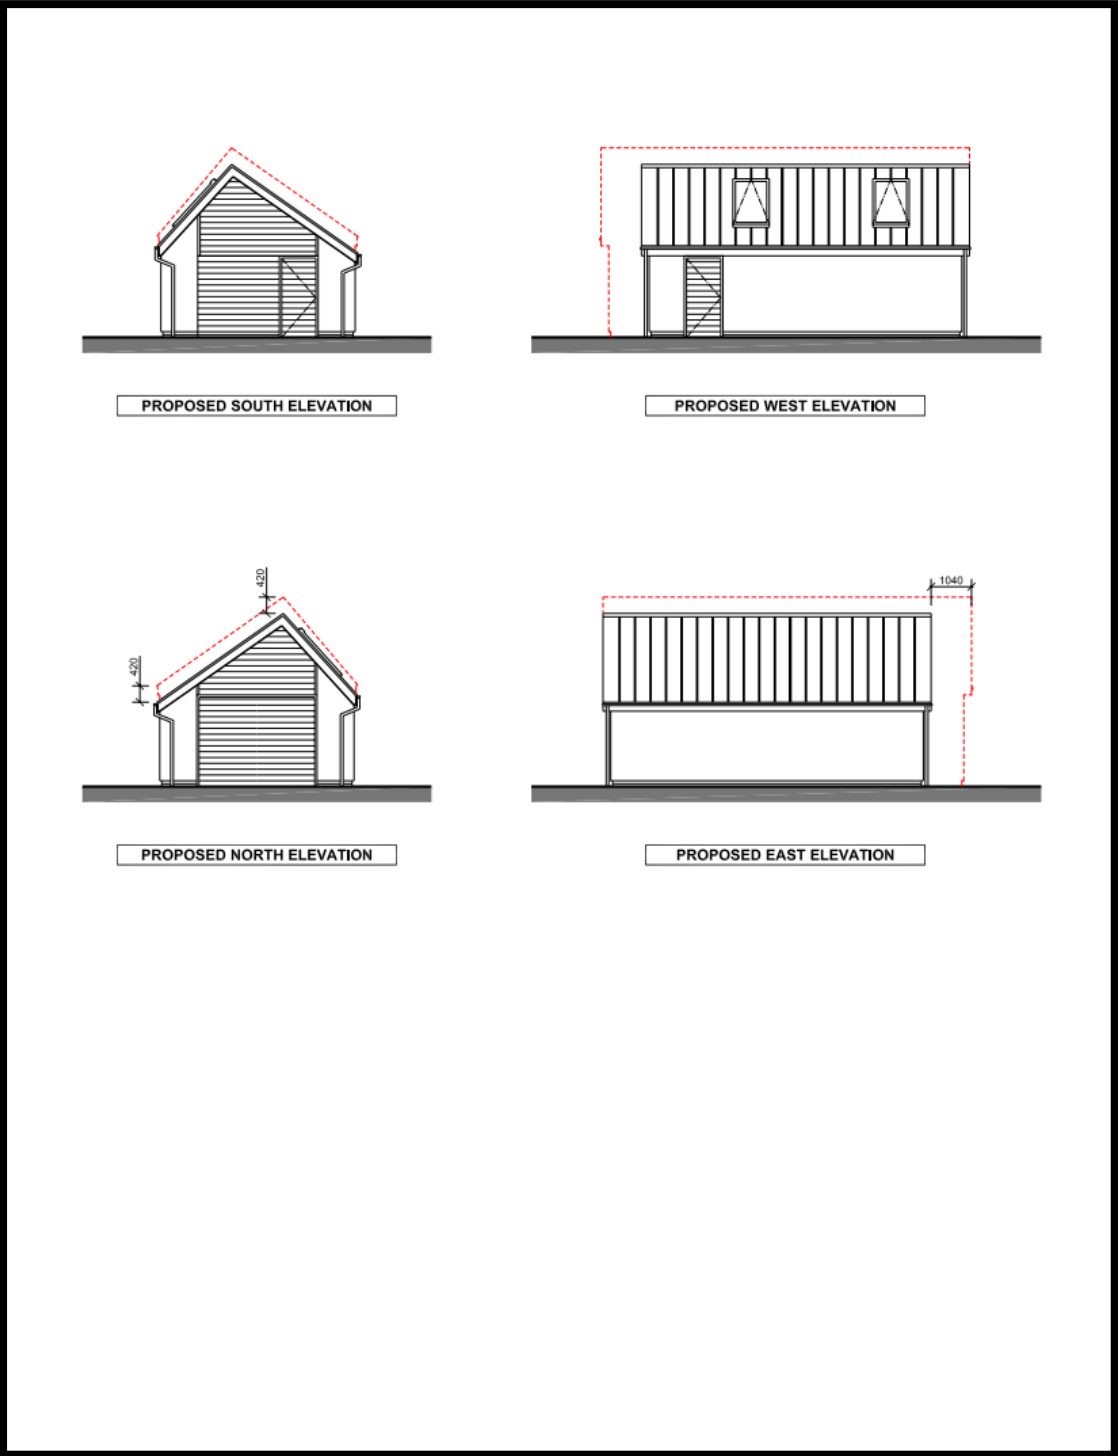 PROPOSED SOUTH ELEVATION
PROPOSED WEST ELEVATION
420
420
1040
PROPOSED NORTH ELEVATION
PROPOSED EAST ELEVATION